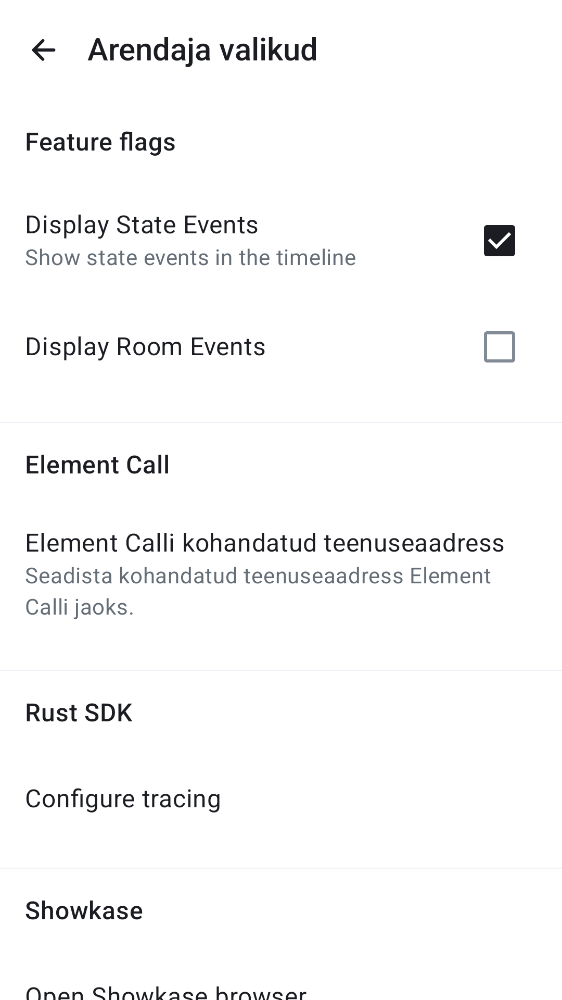 Arendaja valikud
Feature flags
Display State Events
Show state events in the timeline
Display Room Events
Element Call
Element Calli kohandatud teenuseaadress
Seadista kohandatud teenuseaadress Element
Calli jaoks.
Rust SDK
Configure tracing
Showkase
Open Showkase browser